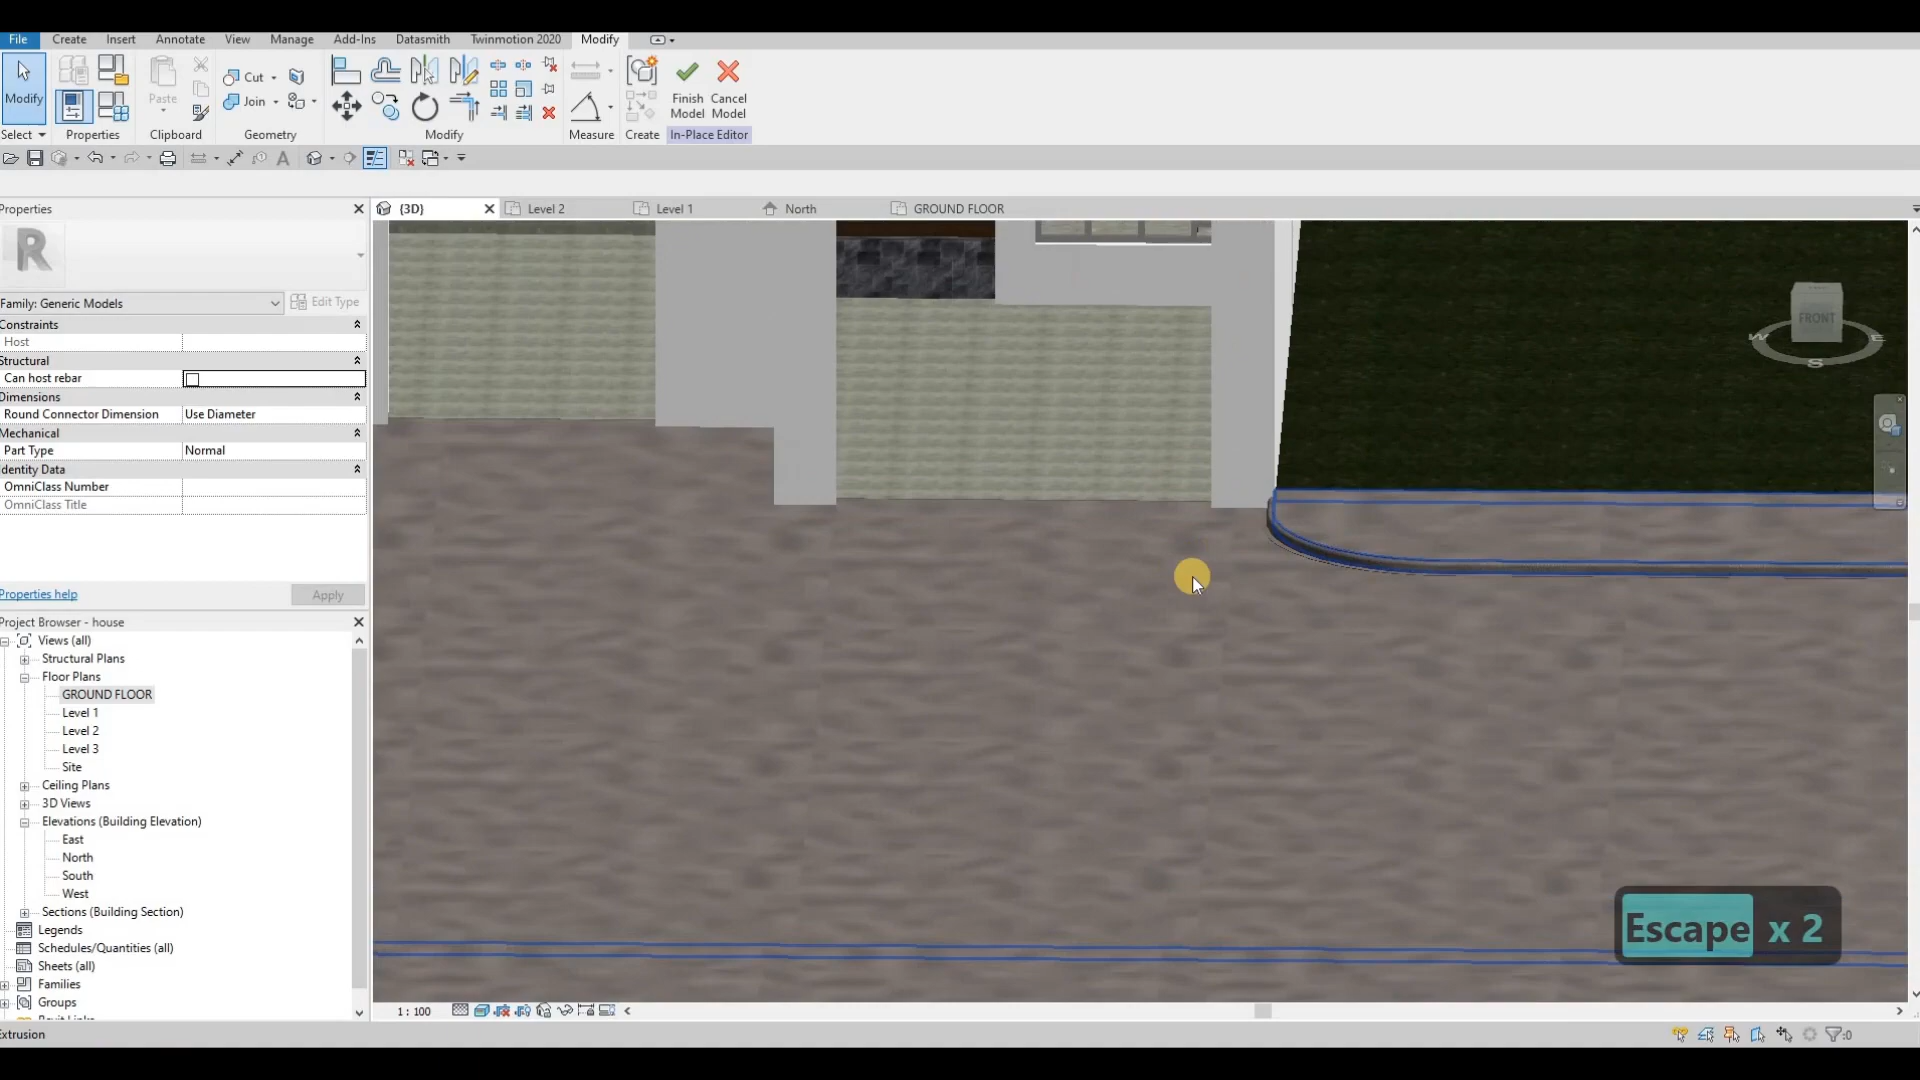 File Create Insert Annotate View Manage Add-Ins Datasmith Twinmotion 2020 Modify
Modify Paste Cut Join Finish Model Cancel Model
Select Properties Clipboard Geometry Modify Measure Create In-Place Editor
Properties
{3D} Level 2 Level 1 North GROUND FLOOR
R
Family: Generic Models Edit Type
Constraints
Host
Structural
Can host rebar
Dimensions
Round Connector Dimension Use Diameter
Mechanical
Part Type Normal
Identity Data
OmniClass Number
OmniClass Title
Properties help Apply
Project Browser - house
Views (all)
Structural Plans
Floor Plans
GROUND FLOOR
Level 1
Level 2
Level 3
Site
Ceiling Plans
3D Views
Elevations (Building Elevation)
East
North
South
West
Sections (Building Section)
Legends
Schedules/Quantities (all)
Sheets (all)
Families
Groups
FRONT
W E
S
Escape x 2
1 : 100
Extrusion
:0